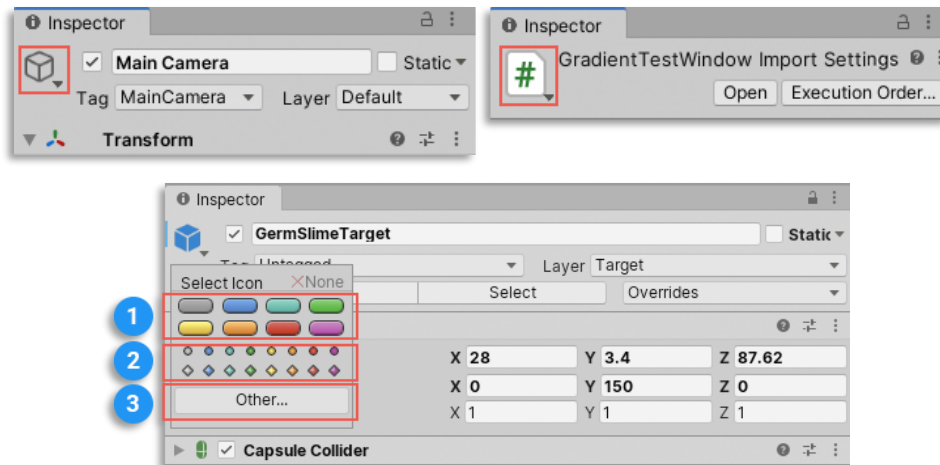 Inspector
Main Camera
Static
Tag MainCamera Layer Default
Transform
Inspector
#
GradientTestWindow Import Settings
Open Execution Order...
Inspector
GermSlimeTarget Static
Tag Untagged Layer Target
Select Icon None
Select Overrides
1
2
X 28 Y 3.4 Z 87.62
X 0 Y 150 Z 0
3
Other...
X 1 Y 1 Z 1
Capsule Collider